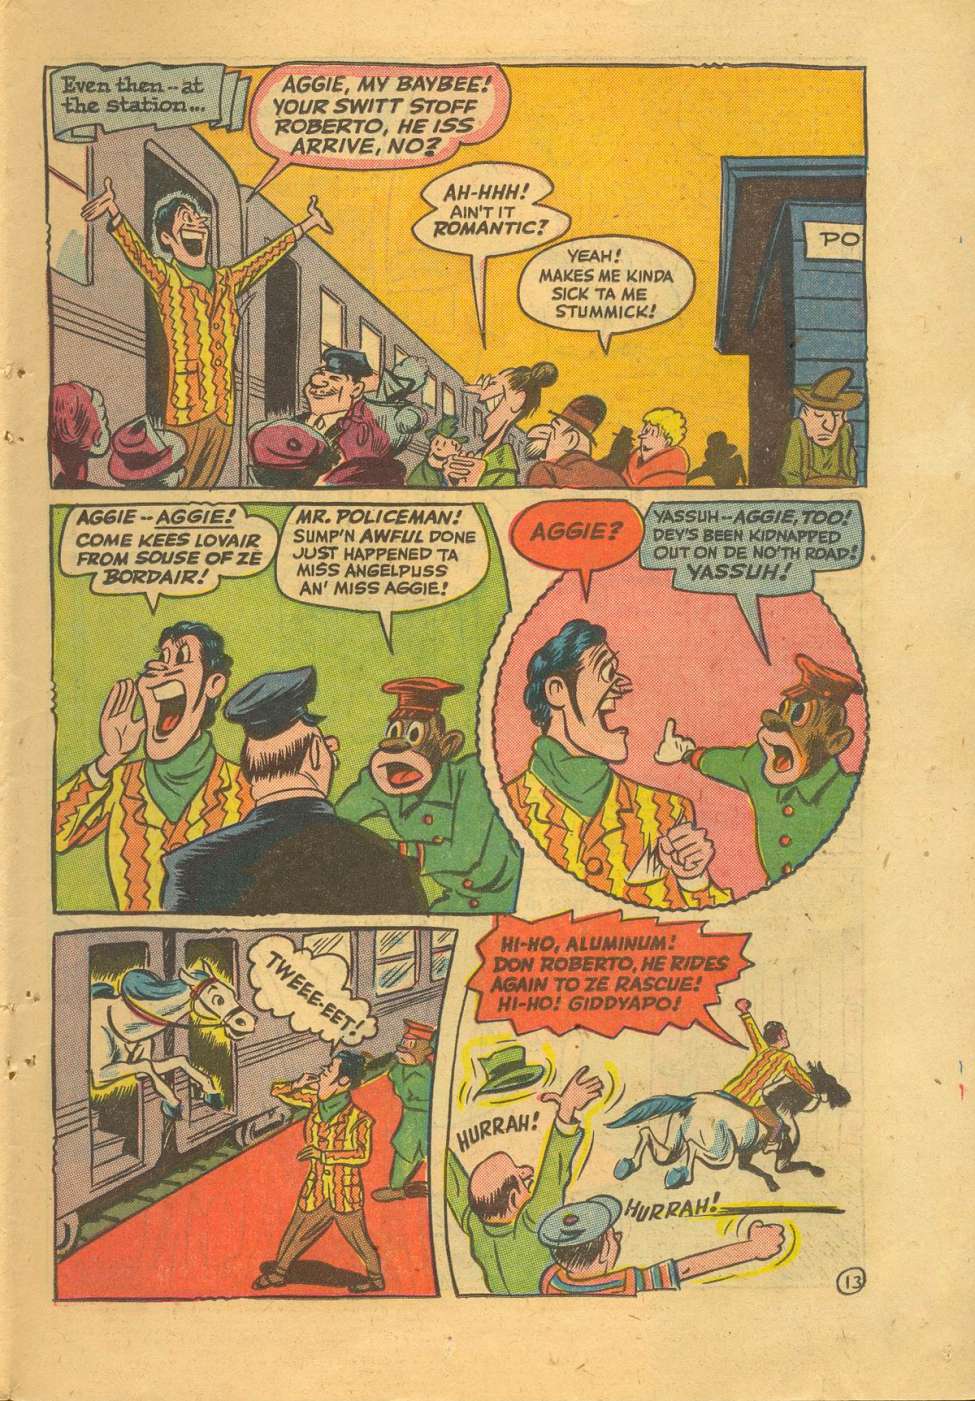 Even then -- at
the station...
AGGIE, MY BAYBEE!
YOUR SWITT STOFF
ROBERTO, HE ISS
ARRIVE, NO?
AH-HHH!
AIN'T IT
ROMANTIC?
YEAH!
MAKES ME KINDA
SICK TA ME
STUMMICK!
PO
AGGIE -- AGGIE!
COME KEES LOVAIR
FROM SOUSE OF ZE
BORDAIR!
MR. POLICEMAN!
SUMP'N AWFUL DONE
JUST HAPPENED TA
MISS ANGELPUSS
AN' MISS AGGIE!
AGGIE?
YASSUH -- AGGIE, TOO!
DEY'S BEEN KIDNAPPED
OUT ON DE NO'TH ROAD!
YASSUH!
TWEEE-EET!
HI-HO, ALUMINUM!
DON ROBERTO, HE RIDES
AGAIN TO ZE RASCUE!
HI-HO! GIDDYAPO!
HURRAH!
HURRAH!
13